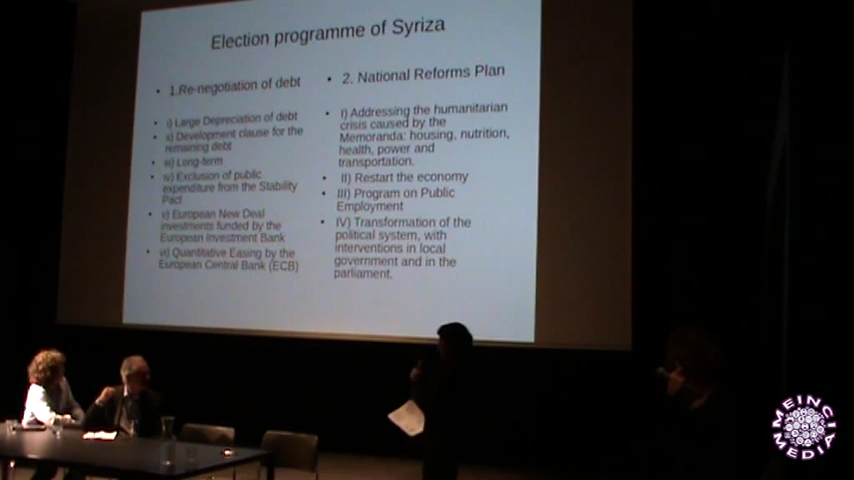 Election programme of Syriza
• 1.Re-negotiation of debt
• i) Large Depreciation of debt
• ii) Development clause for the
remaining debt
• iii) Long-term
• iv) Exclusion of public
expenditure from the Stability
Pact
• v) European New Deal
investments funded by the
European Investment Bank
• vi) Quantitative Easing by the
European Central Bank (ECB)
• 2. National Reforms Plan
• I) Addressing the humanitarian
crisis caused by the
Memoranda: housing, nutrition,
health, power and
transportation.
• II) Restart the economy
• III) Program on Public
Employment
• IV) Transformation of the
political system, with
interventions in local
government and in the
parliament.
MEINCIA
MEDIA